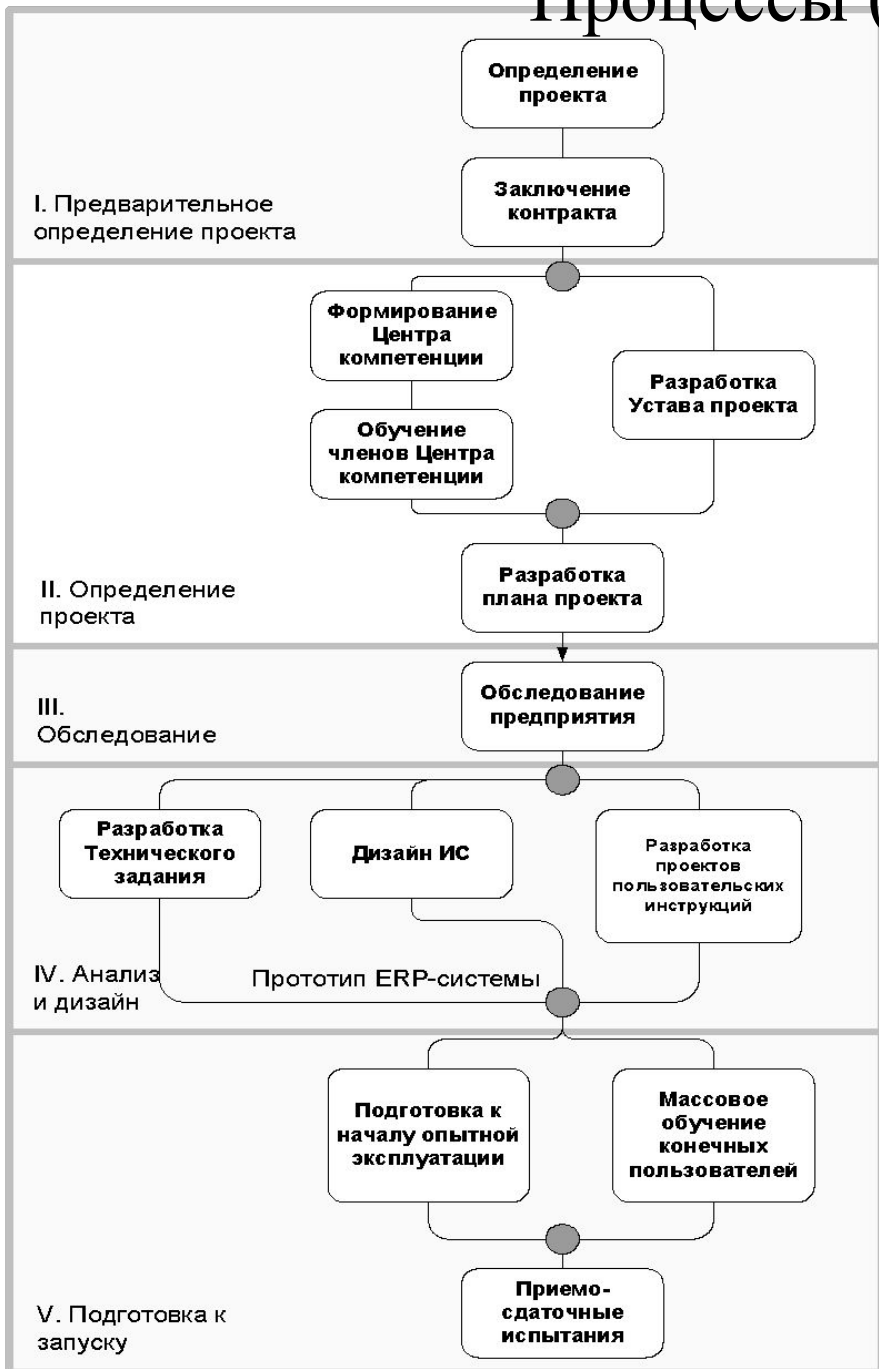 Процессы (
Определение
проекта
Заключение
контракта
I. Предварительное
определение проекта
Формирование
Центра
компетенции
Разработка
Устава проекта
Обучение
членов Центра
компетенции
Разработка
плана проекта
II. Определение
проекта
Обследование
предприятия
III.
Обследование
Разработка
Технического
задания
Дизайн ИС
Разработка
проектов
пользовательских
инструкций
IV. Анализ
и дизайн
Прототип ERP-системы
Подготовка к
началу опытной
эксплуатации
Массовое
обучение
конечных
пользователей
Приемо-
сдаточные
испытания
V. Подготовка к
запуску